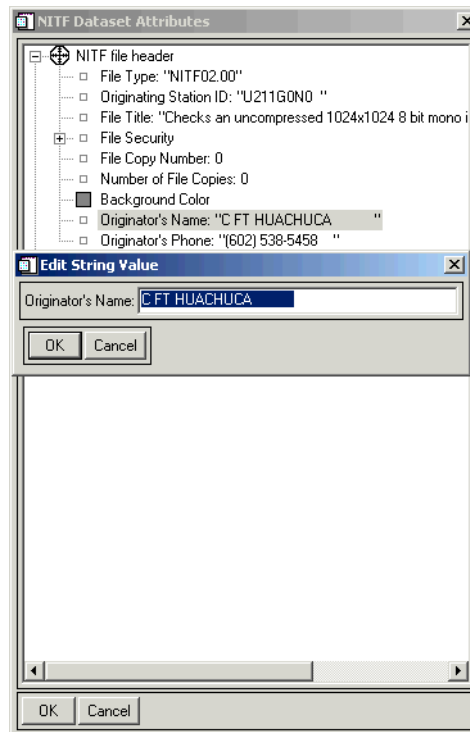 NITF Dataset Attributes
NITF file header
File Type: "NITF02.00"
Originating Station ID: "U211G0N0  "
File Title: "Checks an uncompressed 1024x1024 8 bit mono i
File Security
File Copy Number: 0
Number of File Copies: 0
Background Color
Originator's Name: "C FT HUACHUCA          "
Originator's Phone: "(602) 538-5458    "
Edit String Value
Originator's Name: C FT HUACHUCA
OK Cancel
OK Cancel